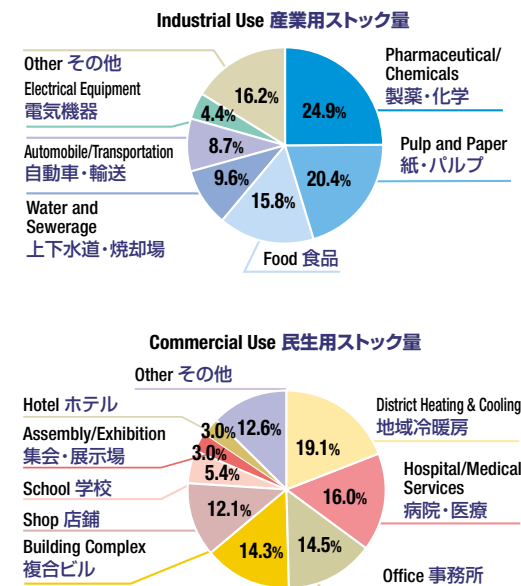 Industrial Use 産業用ストック量
Other その他
Electrical Equipment
電気機器
Automobile/Transportation
自動車・輸送
Water and
Sewerage
上下水道・焼却場
Pharmaceutical/
Chemicals
製薬・化学
Pulp and Paper
紙・パルプ
Food 食品
16.2%
24.9%
4.4%
8.7%
9.6%
20.4%
15.8%
Commercial Use 民生用ストック量
Other その他
Hotel ホテル
Assembly/Exhibition
集会・展示場
School 学校
Shop 店舗
Building Complex
複合ビル
District Heating & Cooling
地域冷暖房
Hospital/Medical
Services
病院・医療
Office 事務所
3.0%
12.6%
3.0%
19.1%
5.4%
16.0%
12.1%
14.3%
14.5%